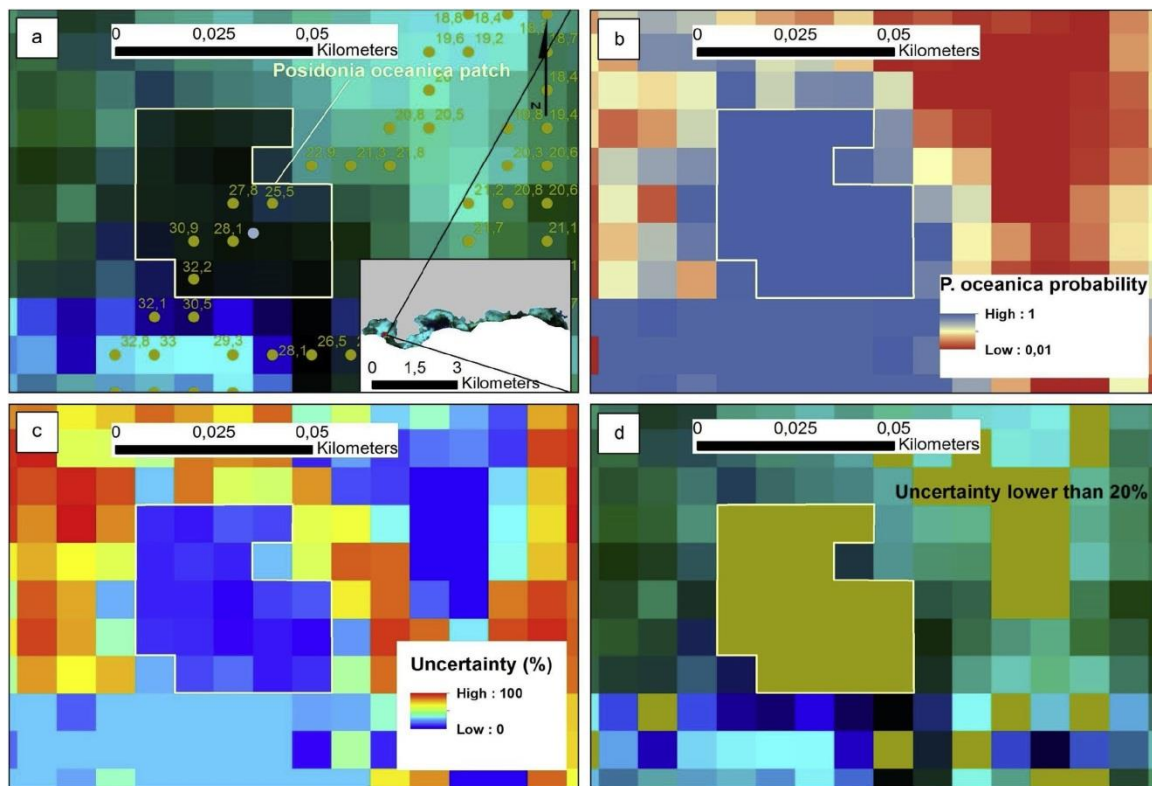 a
0 0,025 0,05
Kilometers
Posidonia oceanica patch
18,8 18,4
19,6 19,2 18,7
20 18,4
20,8 20,5 19,8 19,4
22,9 21,3 21,8 20,3 20,6
27,8 25,5 21,2 20,8 20,6
30,9 28,1 21,7 21,1
32,2
32,1 30,5
32,8 33 29,3 28,1 26,5
N
0 1,5 3
Kilometers
b
0 0,025 0,05
Kilometers
P. oceanica probability
High : 1
Low : 0,01
c
0 0,025 0,05
Kilometers
Uncertainty (%)
High : 100
Low : 0
d
0 0,025 0,05
Kilometers
Uncertainty lower than 20%